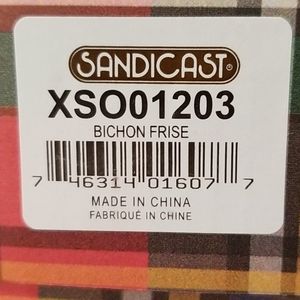 SANDICAST®
XSO01203
BICHON FRISE
7 46314 01607 7
MADE IN CHINA
FABRIQUÉ IN CHINE